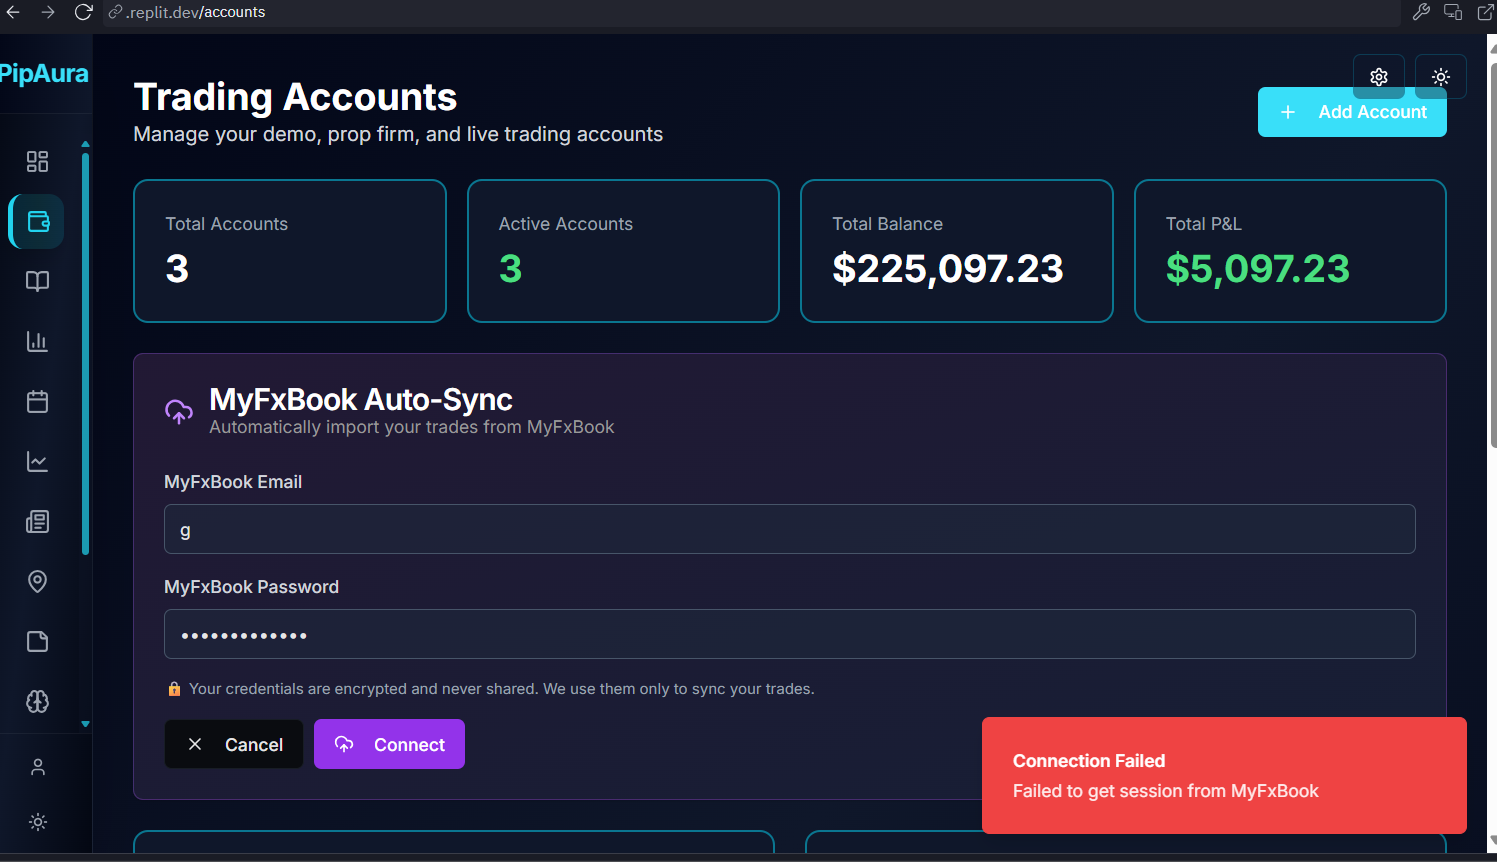 .replit.dev/accounts
PipAura
Trading Accounts
Manage your demo, prop firm, and live trading accounts
Add Account
Total Accounts
3
Active Accounts
3
Total Balance
$225,097.23
Total P&L
$5,097.23
MyFxBook Auto-Sync
Automatically import your trades from MyFxBook
MyFxBook Email
g
MyFxBook Password
•••••••••••••
Your credentials are encrypted and never shared. We use them only to sync your trades.
Cancel
Connect
Connection Failed
Failed to get session from MyFxBook